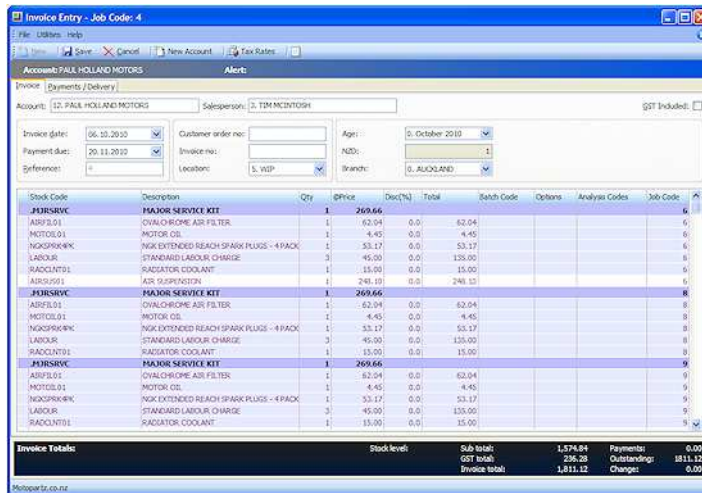 Invoice Entry - Job Code: 4
File Utilities Help
New Save Cancel New Account Tax Rates
Account: PAUL HOLLAND MOTORS Alert:
Invoice Payments / Delivery
Account: 12. PAUL HOLLAND MOTORS Salesperson: 3. TIM MCINTOSH GST Included:
Invoice date: 06.10.2010 Customer order no: Age: 0. October 2010
Payment due: 20.11.2010 Invoice no: NZD: 1
Reference: 4 Location: 5. WIP Branch: 0. AUCKLAND
Stock Code Description Qty @Price Disc(%) Total Batch Code Options Analysis Codes Job Code
.MJRSRVC MAJOR SERVICE KIT 1 269.66 6
AIRFIL01 OVALCHROME AIR FILTER 1 62.04 0.0 62.04 6
MOTOIL01 MOTOR OIL 1 4.45 0.0 4.45 6
NGKSPRK4PK NGK EXTENDED REACH SPARK PLUGS - 4 PACK 1 53.17 0.0 53.17 6
LABOUR STANDARD LABOUR CHARGE 3 45.00 0.0 135.00 6
RADCLNT01 RADIATOR COOLANT 1 15.00 0.0 15.00 6
AIRSUS01 AIR SUSPENSION 1 248.10 0.0 248.10 6
.MJRSRVC MAJOR SERVICE KIT 1 269.66 8
AIRFIL01 OVALCHROME AIR FILTER 1 62.04 0.0 62.04 8
MOTOIL01 MOTOR OIL 1 4.45 0.0 4.45 8
NGKSPRK4PK NGK EXTENDED REACH SPARK PLUGS - 4 PACK 1 53.17 0.0 53.17 8
LABOUR STANDARD LABOUR CHARGE 3 45.00 0.0 135.00 8
RADCLNT01 RADIATOR COOLANT 1 15.00 0.0 15.00 8
.MJRSRVC MAJOR SERVICE KIT 1 269.66 9
AIRFIL01 OVALCHROME AIR FILTER 1 62.04 0.0 62.04 9
MOTOIL01 MOTOR OIL 1 4.45 0.0 4.45 9
NGKSPRK4PK NGK EXTENDED REACH SPARK PLUGS - 4 PACK 1 53.17 0.0 53.17 9
LABOUR STANDARD LABOUR CHARGE 3 45.00 0.0 135.00 9
RADCLNT01 RADIATOR COOLANT 1 15.00 0.0 15.00 9
Invoice Totals: Stock level: Sub total: 1,574.84 Payments: 0.00
GST total: 236.28 Outstanding: 1811.12
Invoice total: 1,811.12 Change: 0.00
Motopartz.co.nz